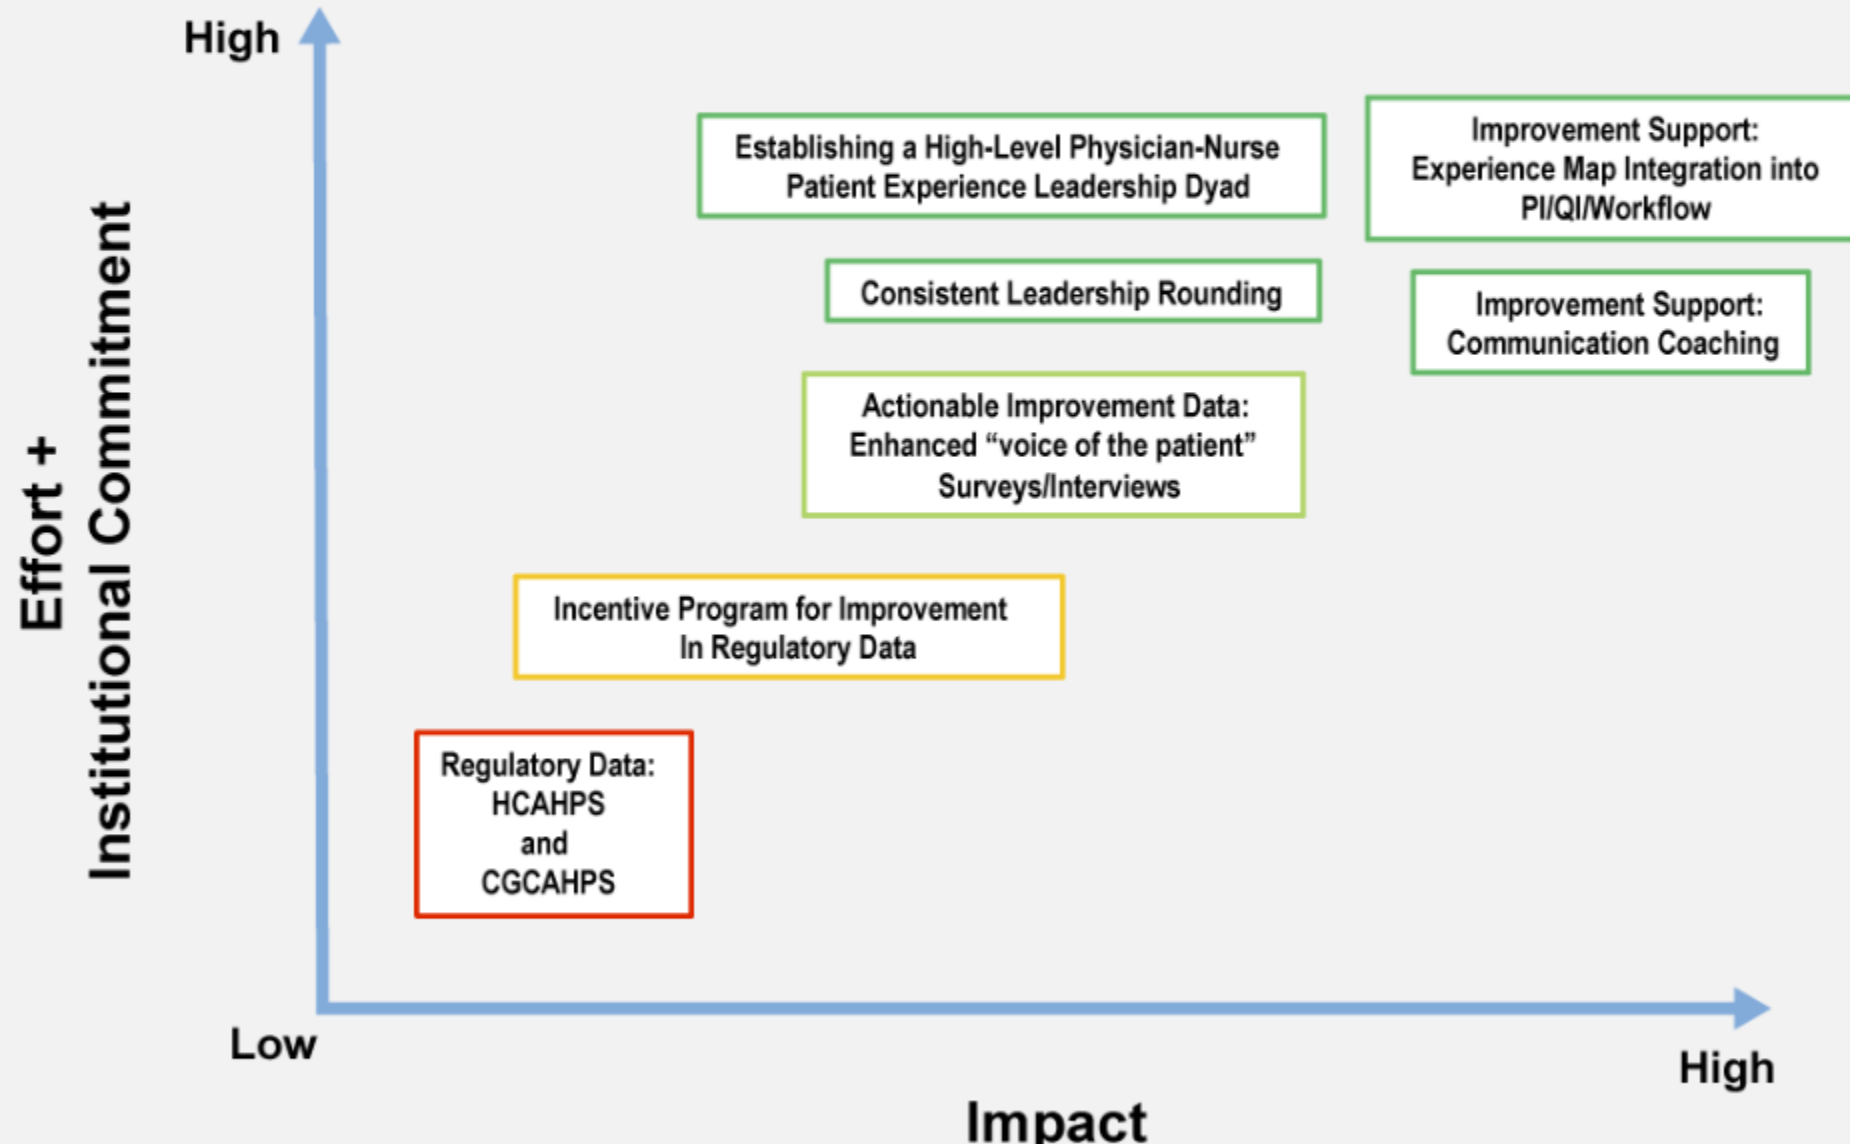 High
Effort +
Institutional Commitment
Establishing a High-Level Physician-Nurse
Patient Experience Leadership Dyad
Improvement Support:
Experience Map Integration into
PI/QI/Workflow
Consistent Leadership Rounding
Improvement Support:
Communication Coaching
Actionable Improvement Data:
Enhanced “voice of the patient”
Surveys/Interviews
Incentive Program for Improvement
In Regulatory Data
Regulatory Data:
HCAHPS
and
CGCAHPS
Low
High
Impact